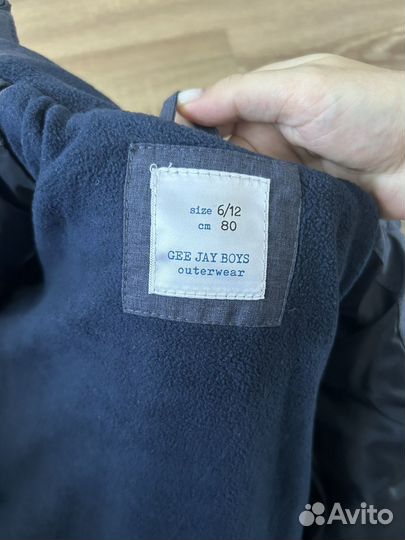 size 6/12
cm 80
GEE JAY BOYS
outerwear
Avito